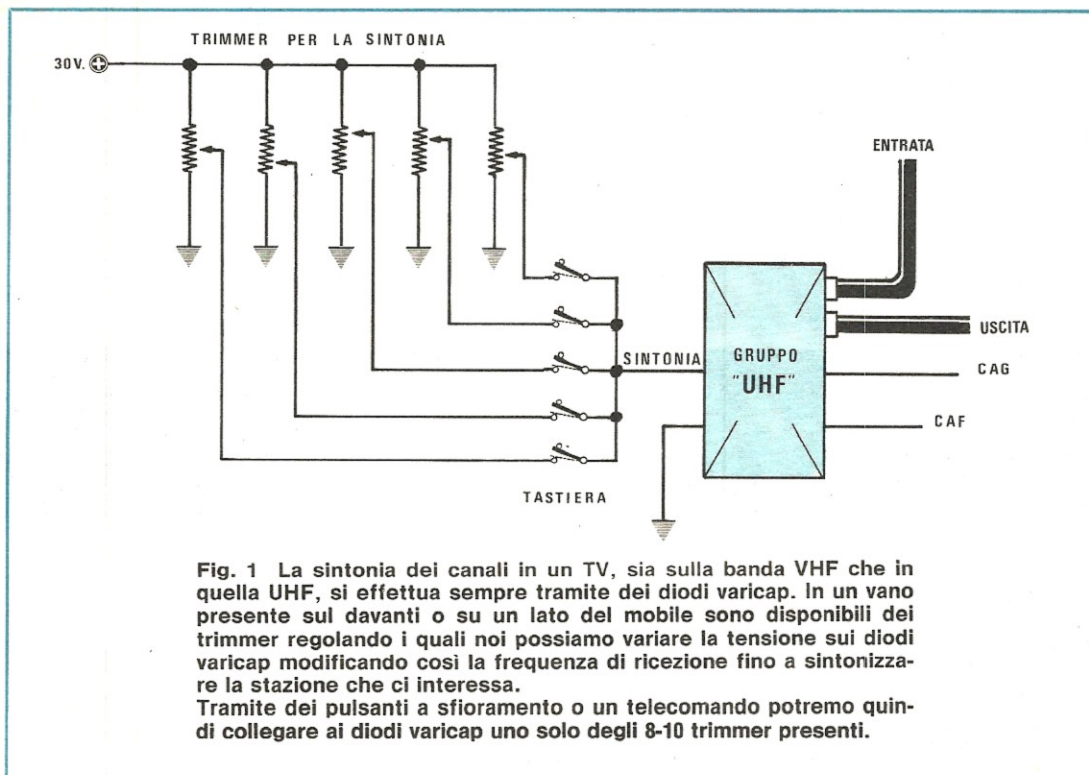 TRIMMER PER LA SINTONIA
30V.
ENTRATA
USCITA
SINTONIA
GRUPPO
"UHF"
CAG
CAF
TASTIERA
Fig. 1 La sintonia dei canali in un TV, sia sulla banda VHF che in
quella UHF, si effettua sempre tramite dei diodi varicap. In un vano
presente sul davanti o su un lato del mobile sono disponibili dei
trimmer regolando i quali noi possiamo variare la tensione sui diodi
varicap modificando così la frequenza di ricezione fino a sintonizza-
re la stazione che ci interessa.
Tramite dei pulsanti a sfioramento o un telecomando potremo quin-
di collegare ai diodi varicap uno solo degli 8-10 trimmer presenti.